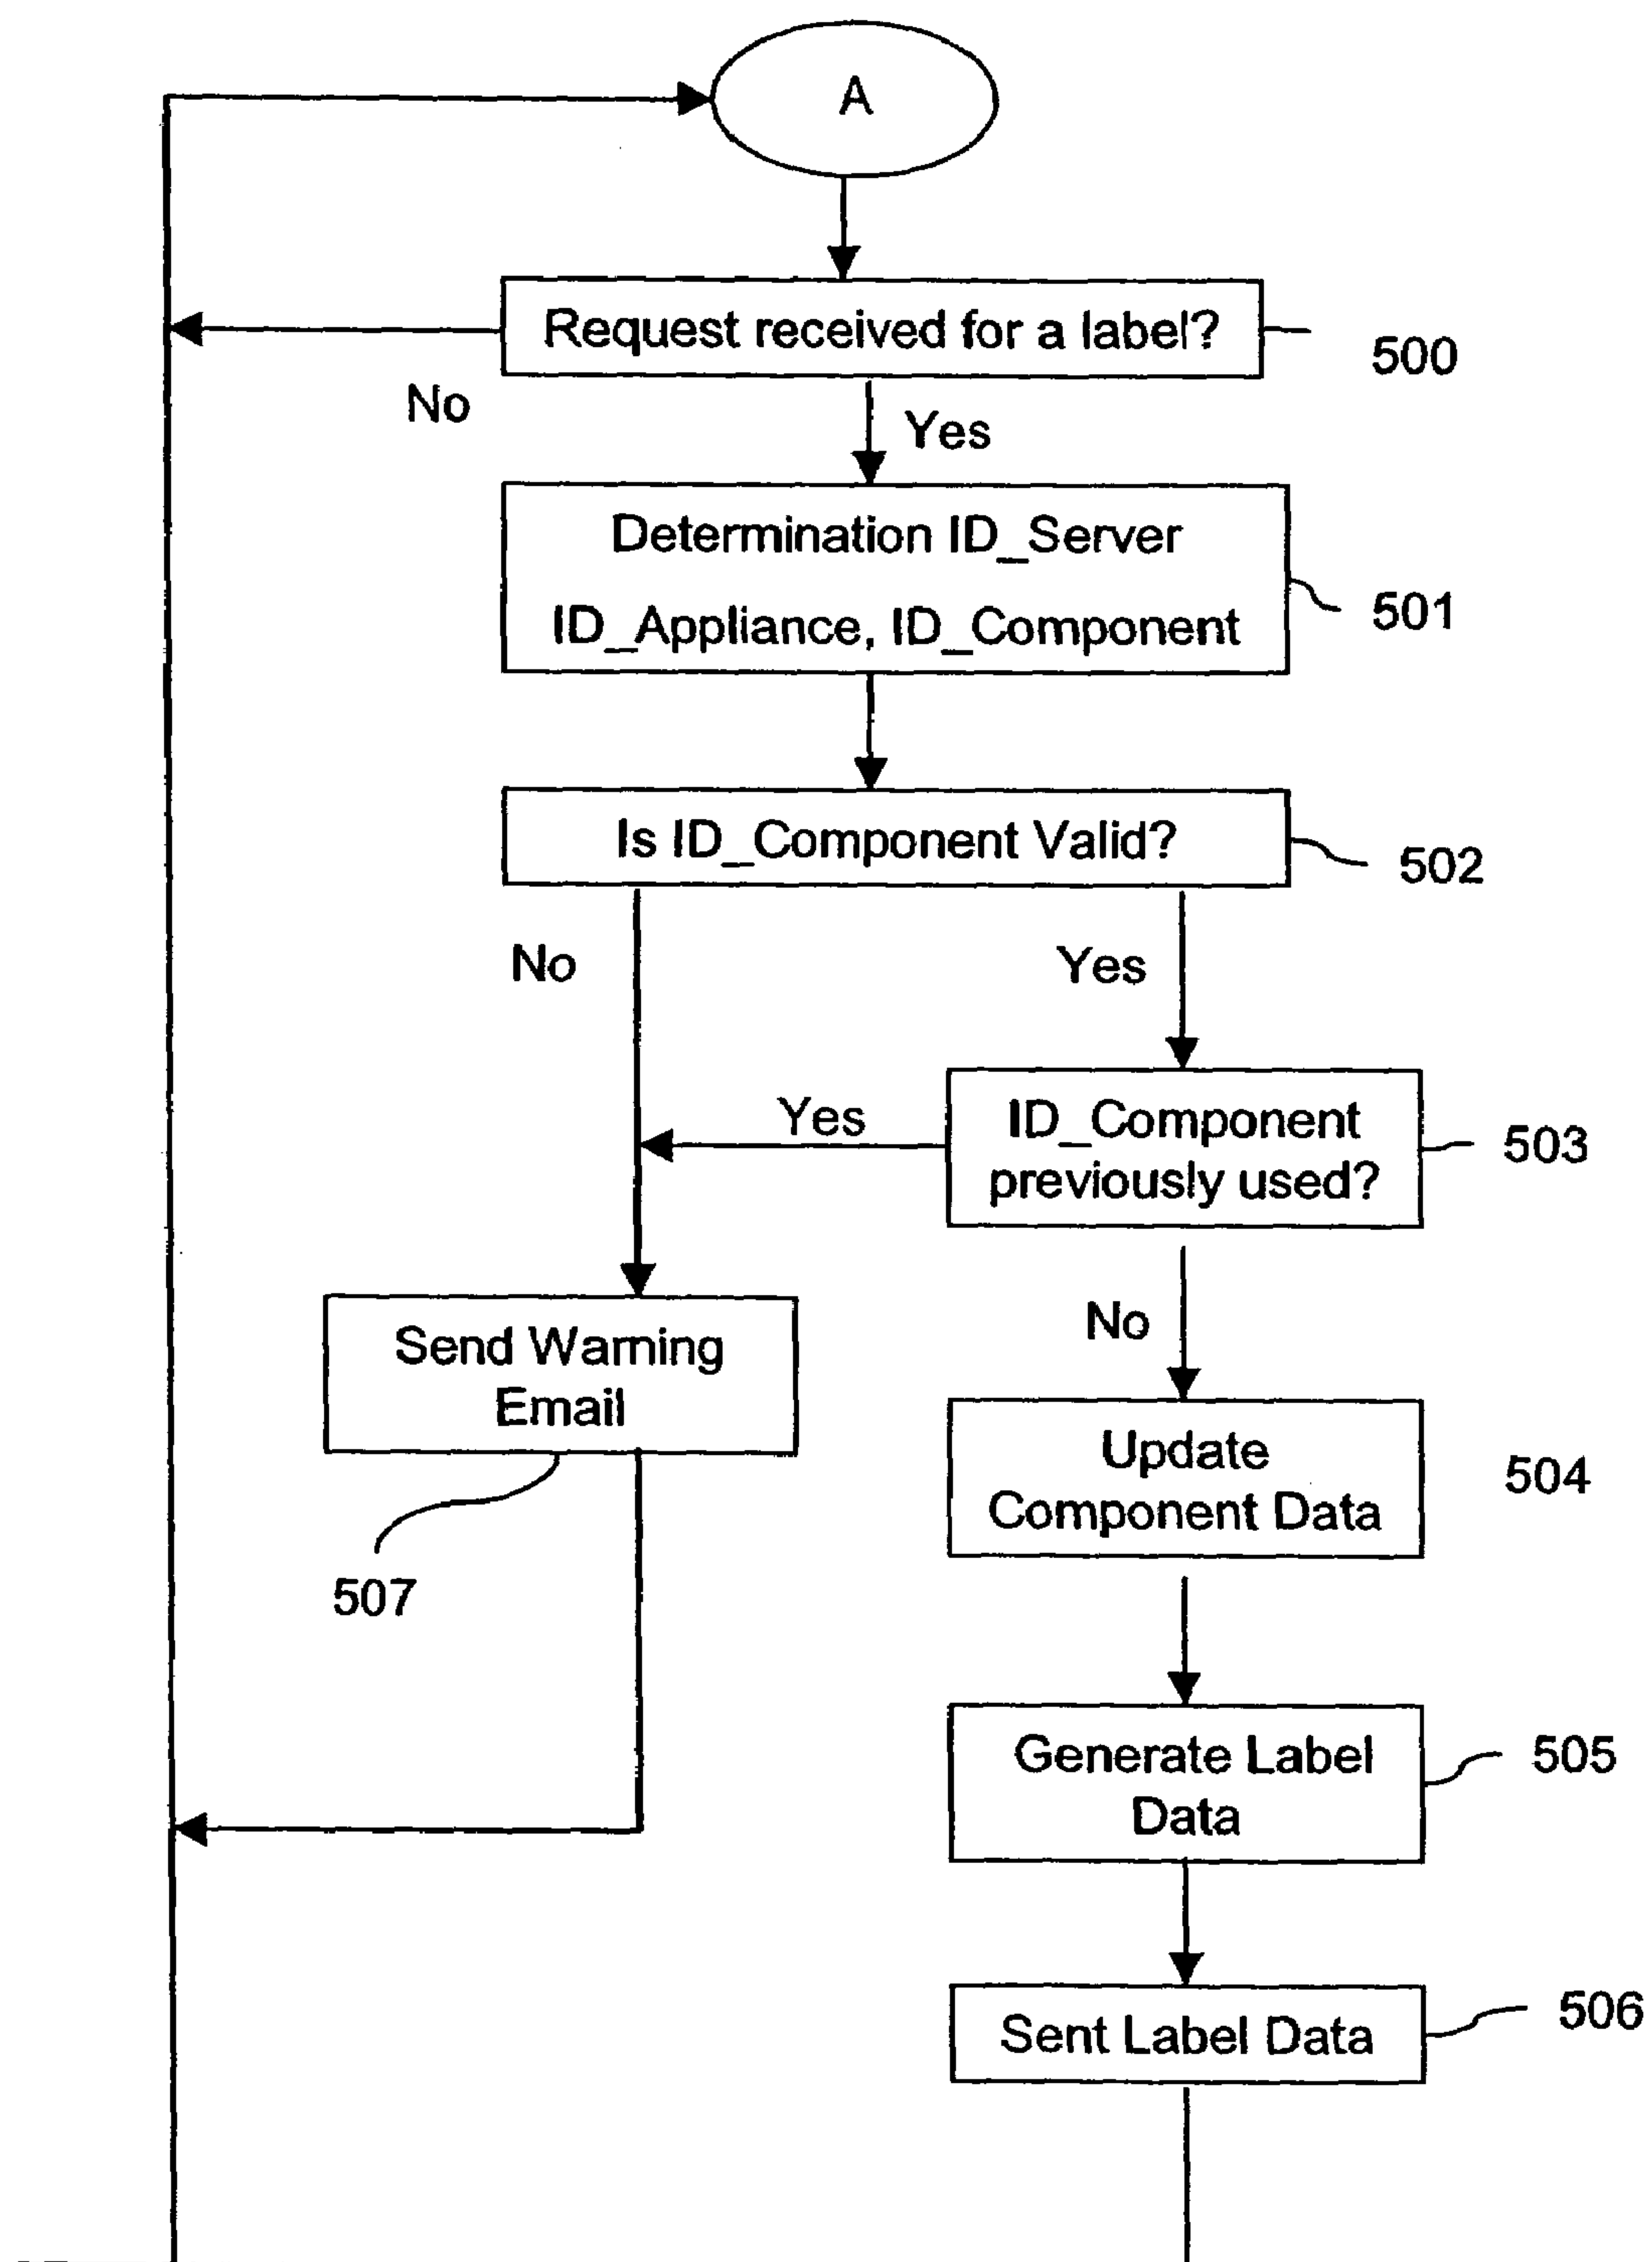 A
Request received for a label?
500
No
Yes
Determination ID_Server
ID_Appliance, ID_Component
501
Is ID_Component Valid?
502
No
Yes
ID_Component
previously used?
503
Yes
No
Send Warning
Email
507
Update
Component Data
504
Generate Label
Data
505
Sent Label Data
506